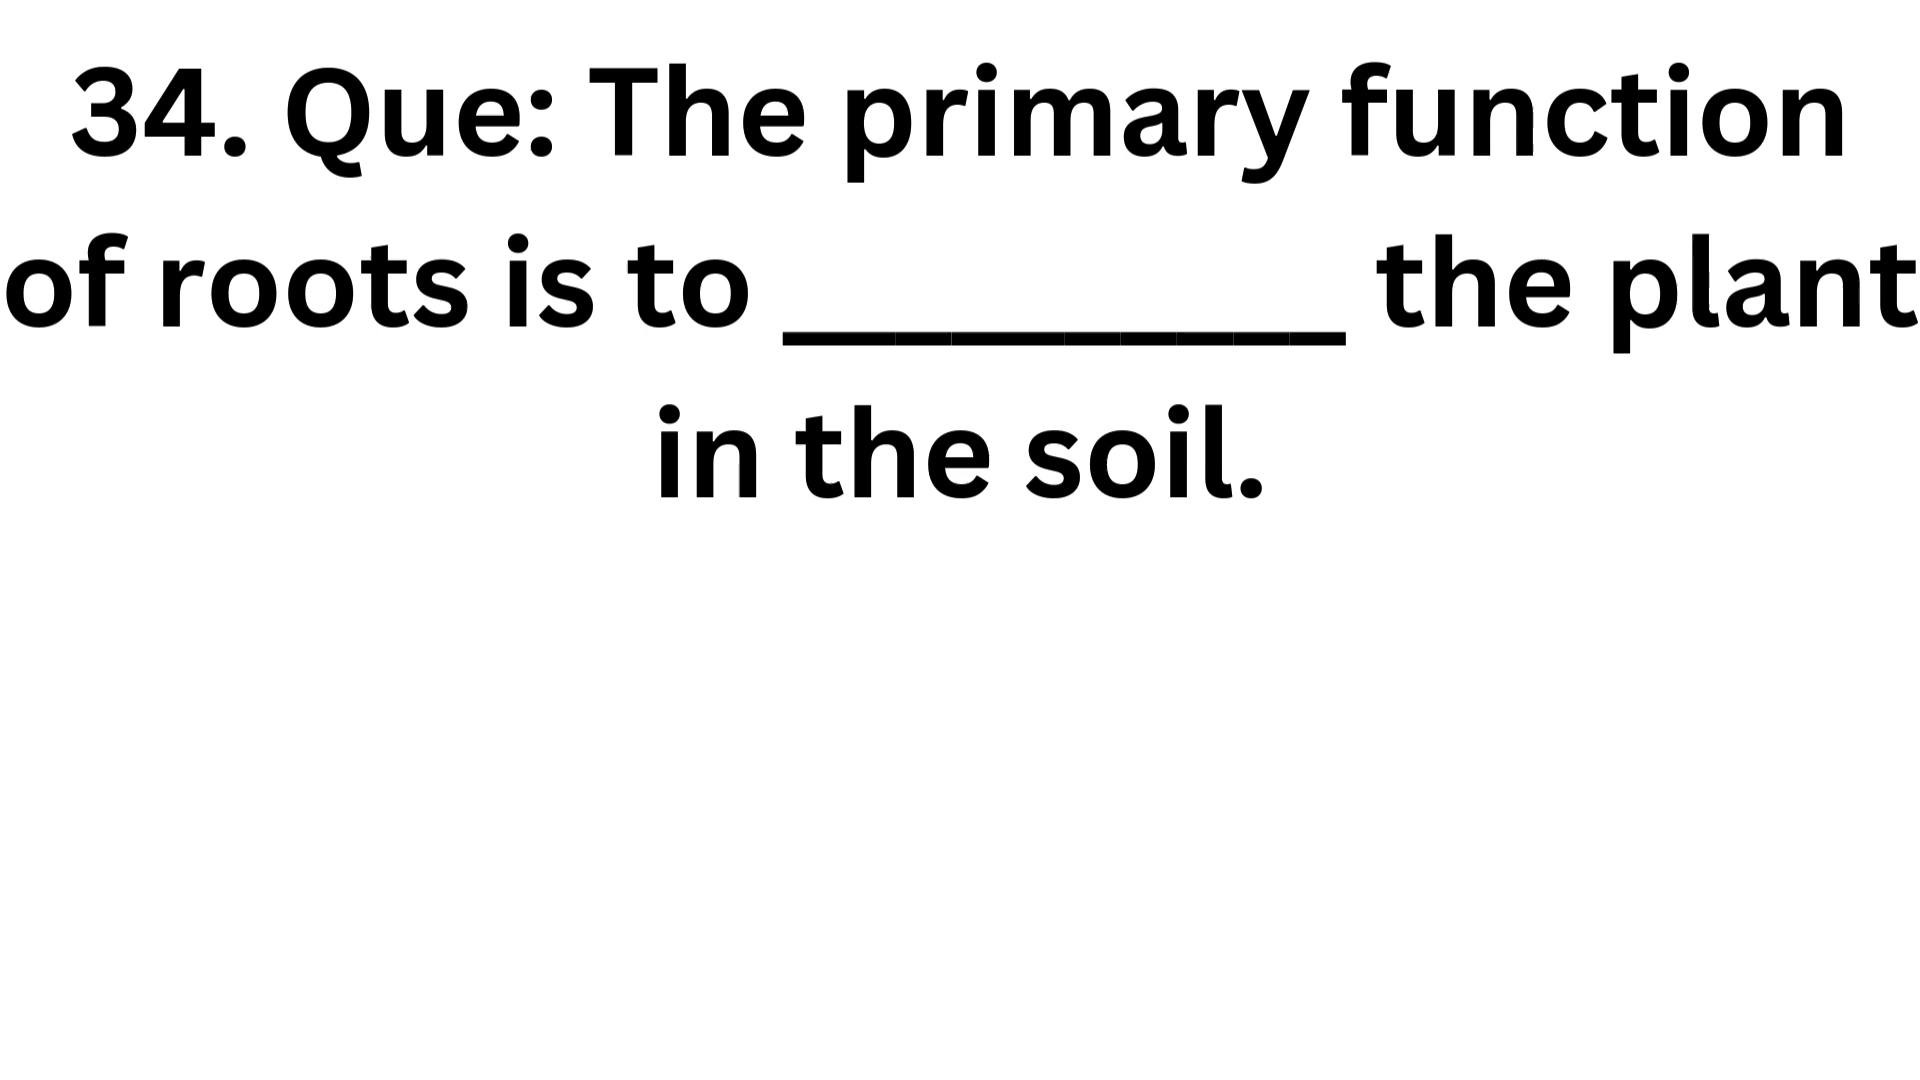 34. Que: The primary function
of roots is to __________ the plant
in the soil.